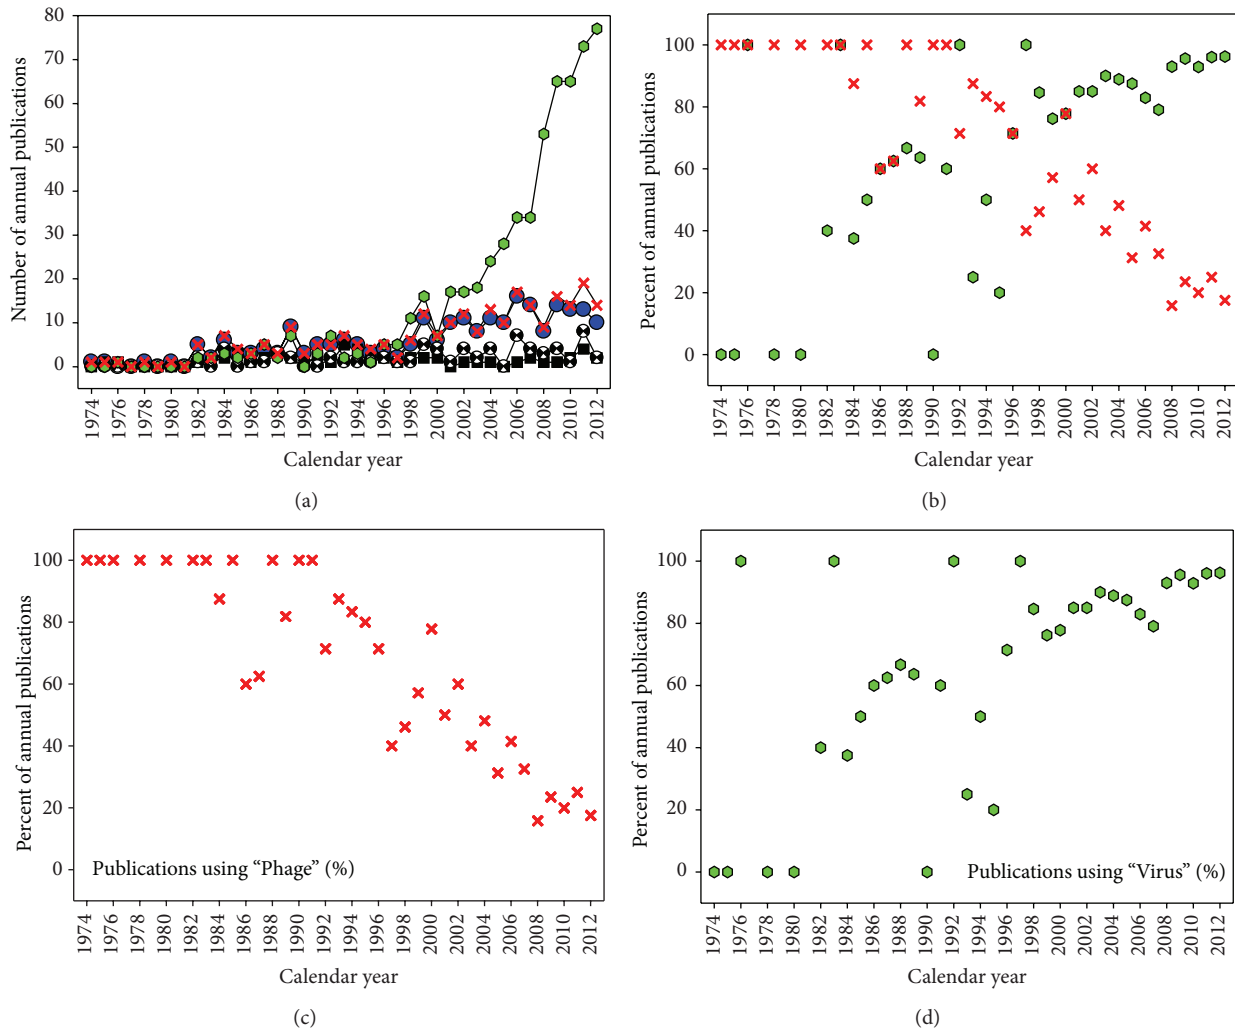 Number of annual publications
80
70
60
50
40
30
20
10
0
1974 1976 1978 1980 1982 1984 1986 1988 1990 1992 1994 1996 1998 2000 2002 2004 2006 2008 2010 2012
Calendar year
(a)
Percent of annual publications
100
80
60
40
20
0
1974 1976 1978 1980 1982 1984 1986 1988 1990 1992 1994 1996 1998 2000 2002 2004 2006 2008 2010 2012
Calendar year
(b)
Percent of annual publications
100
80
60
40
20
0
Publications using “Phage” (%)
1974 1976 1978 1980 1982 1984 1986 1988 1990 1992 1994 1996 1998 2000 2002 2004 2006 2008 2010 2012
Calendar year
(c)
Percent of annual publications
100
80
60
40
20
0
Publications using “Virus” (%)
1974 1976 1978 1980 1982 1984 1986 1988 1990 1992 1994 1996 1998 2000 2002 2004 2006 2008 2010 2012
Calendar year
(d)